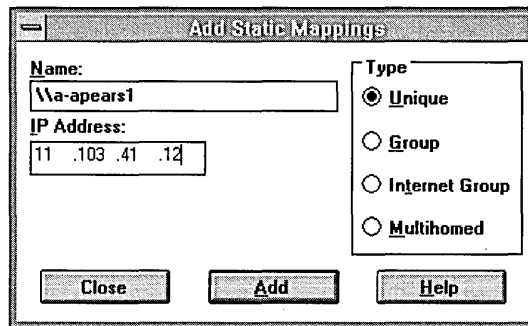 Add Static Mappings
Name:
\\a-apears1
IP Address:
11 .103 .41 .12
Type
Unique
Group
Internet Group
Multihomed
Close
Add
Help